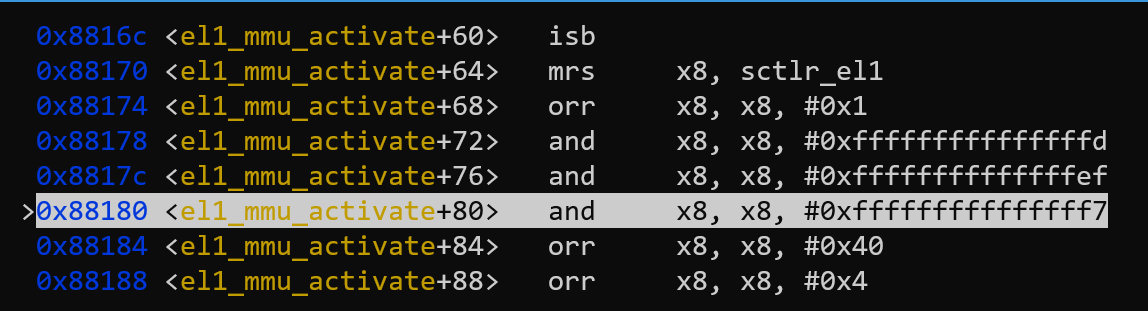 0x8816c <el1_mmu_activate+60> isb
0x88170 <el1_mmu_activate+64> mrs x8, sctlr_el1
0x88174 <el1_mmu_activate+68> orr x8, x8, #0x1
0x88178 <el1_mmu_activate+72> and x8, x8, #0xfffffffffffffffd
0x8817c <el1_mmu_activate+76> and x8, x8, #0xffffffffffffffef
>0x88180 <el1_mmu_activate+80> and x8, x8, #0xfffffffffffffff7
0x88184 <el1_mmu_activate+84> orr x8, x8, #0x40
0x88188 <el1_mmu_activate+88> orr x8, x8, #0x4